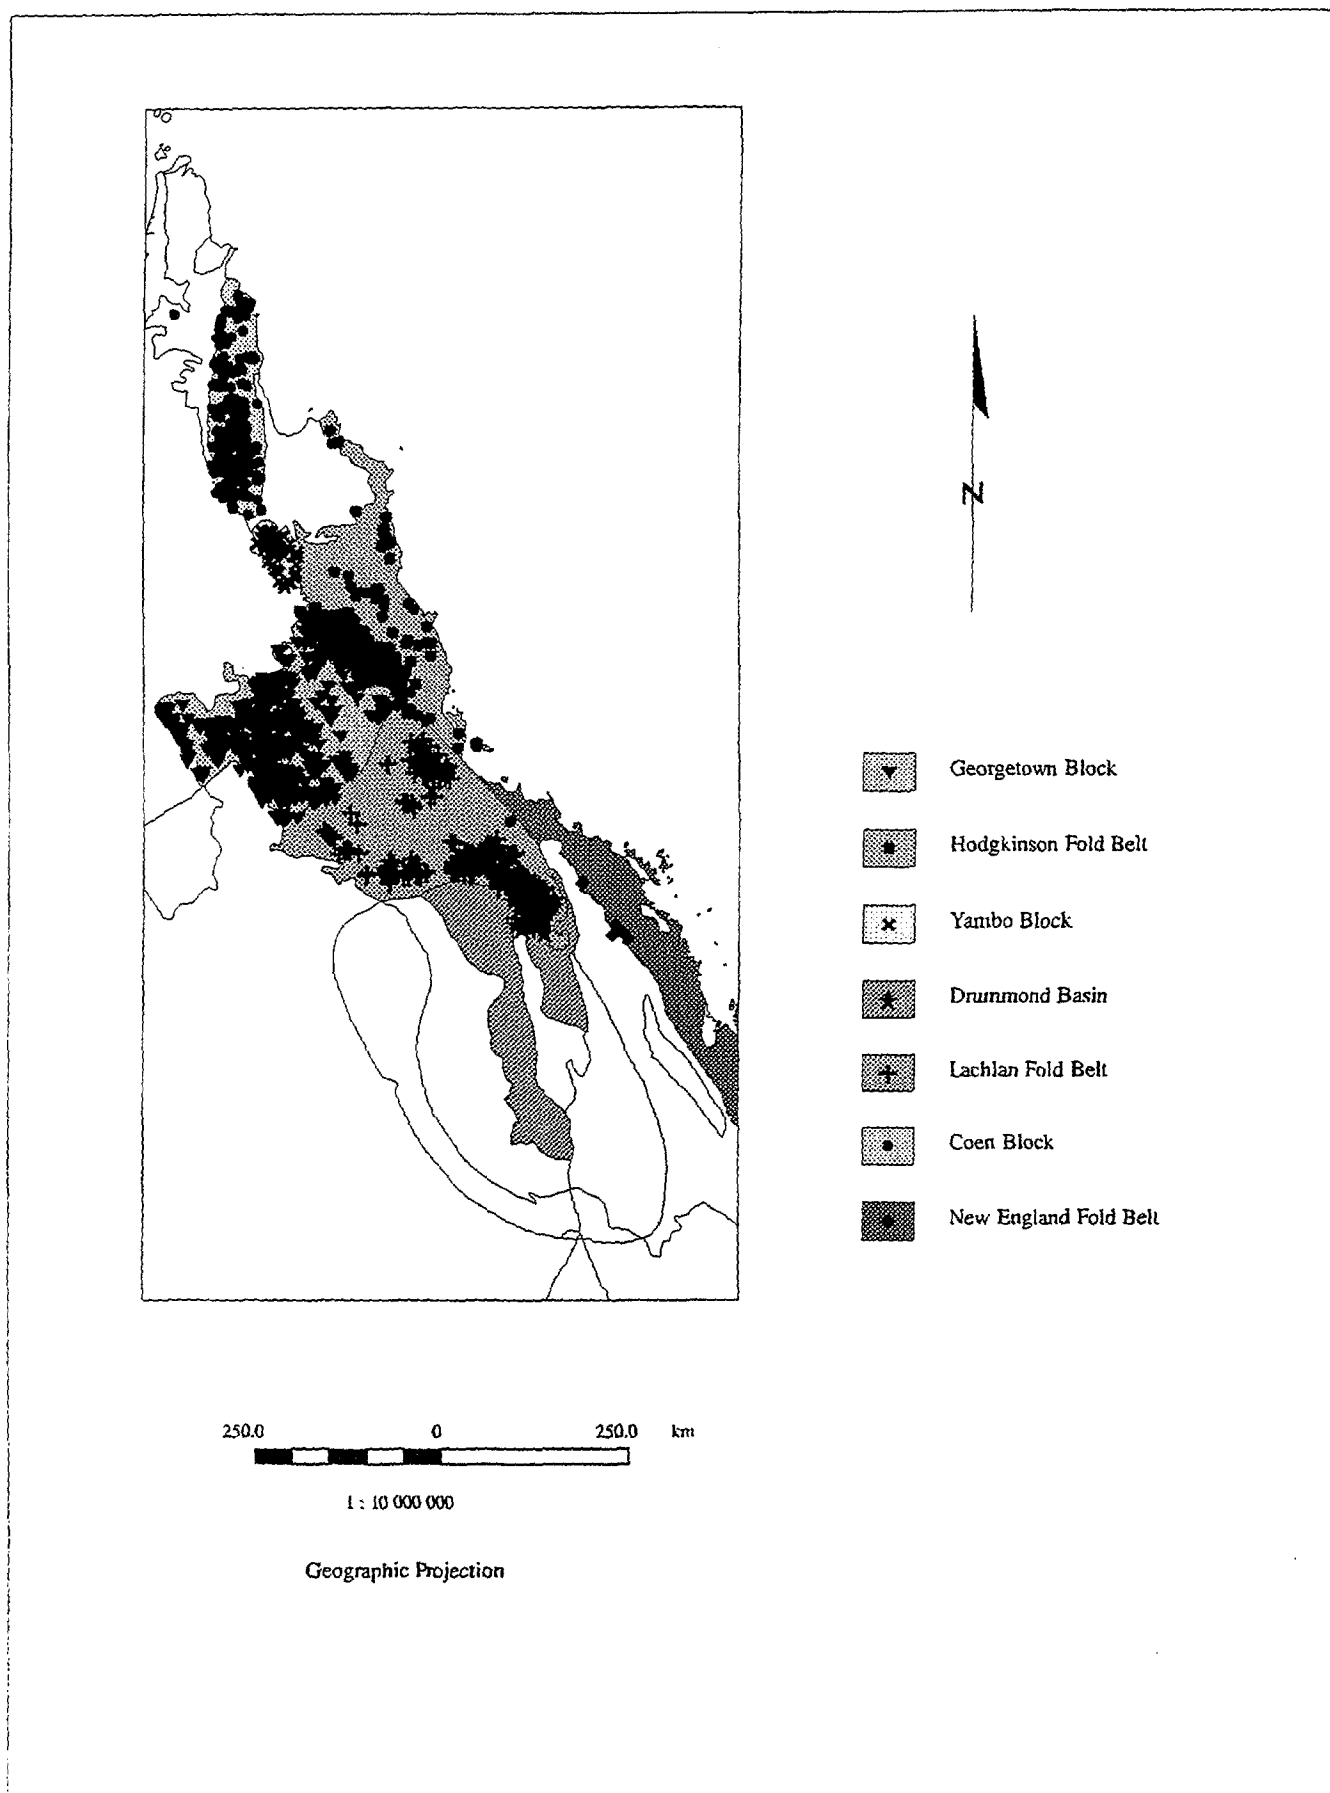 N
Georgetown Block
Hodgkinson Fold Belt
Yambo Block
Drummond Basin
Lachlan Fold Belt
Coen Block
New England Fold Belt
250.0 0 250.0 km
1 : 10 000 000
Geographic Projection